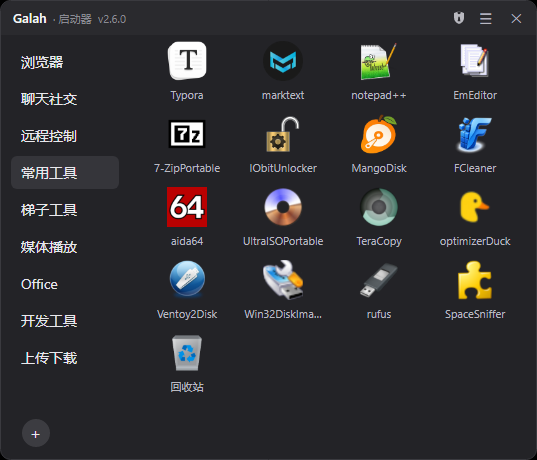 Galah · 启动器 v2.6.0
浏览器
聊天社交
远程控制
常用工具
梯子工具
媒体播放
Office
开发工具
上传下载
+
T
Typora
marktext
notepad++
EmEditor
7z
7-ZipPortable
IObitUnlocker
MangoDisk
FCleaner
64
aida64
UltraISOPortable
TeraCopy
optimizerDuck
Ventoy2Disk
Win32DiskIma...
rufus
SpaceSniffer
回收站